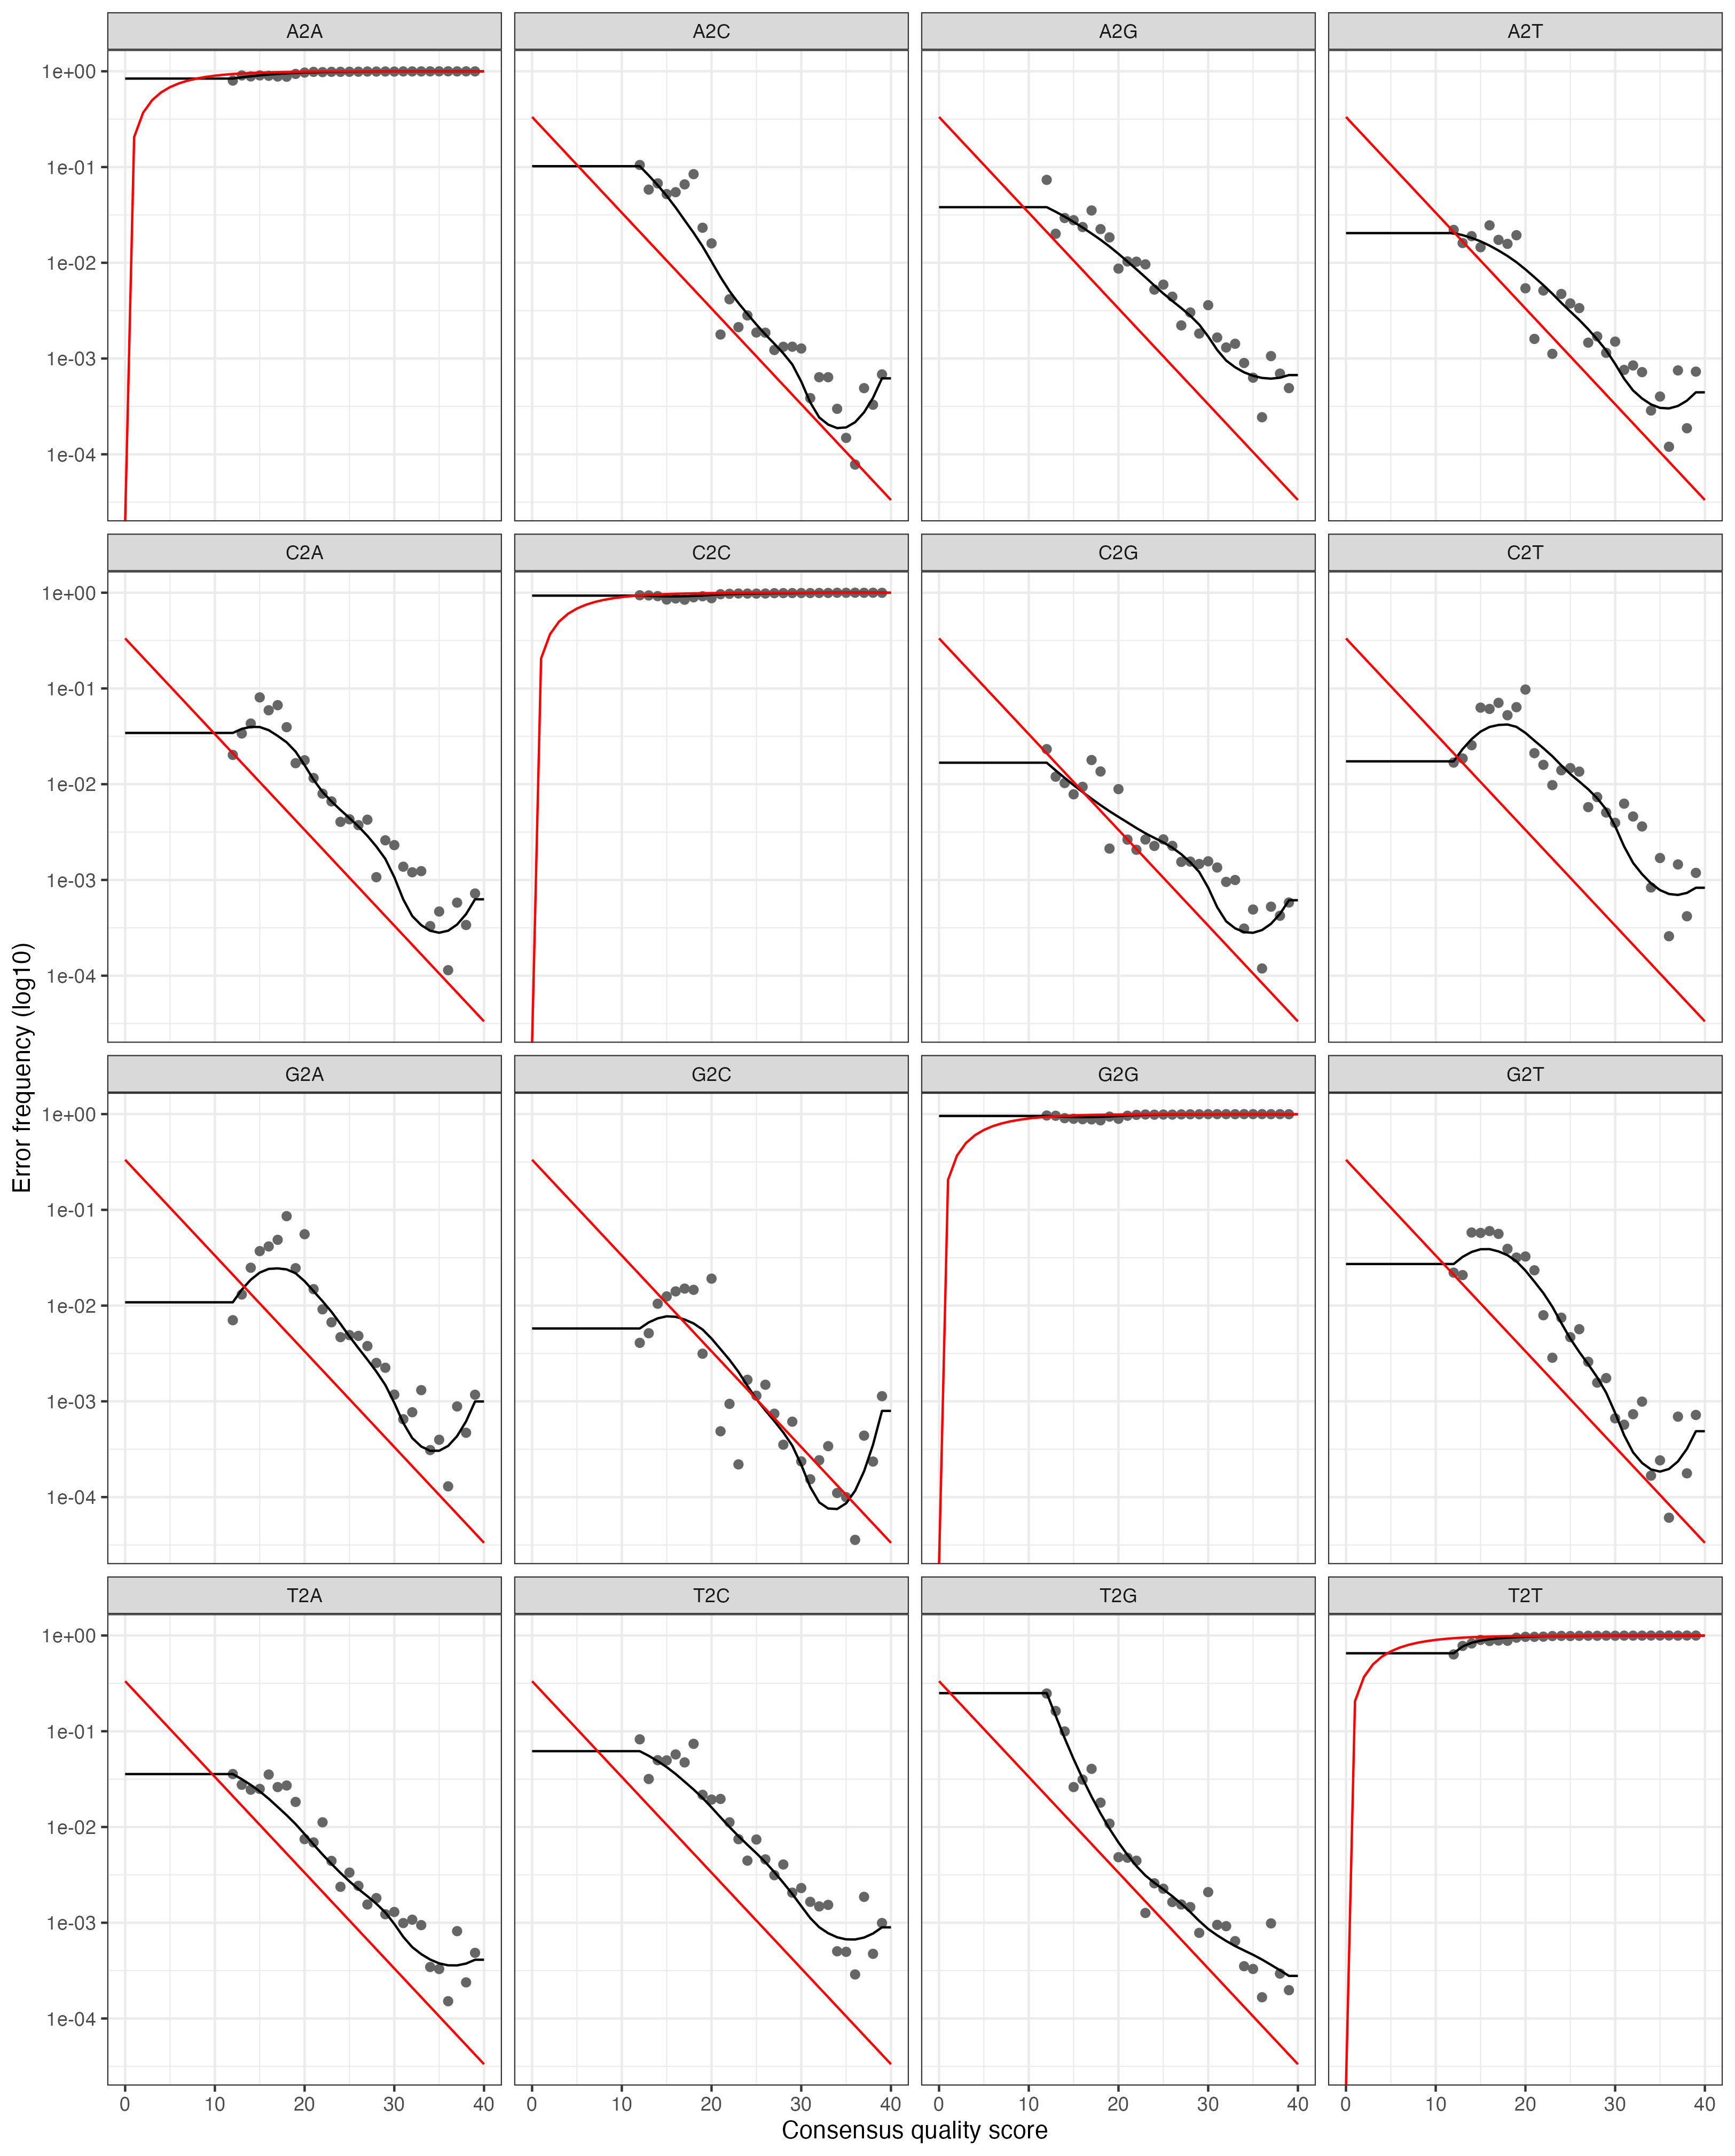 A2A A2C A2G A2T
1e+00
1e-01
1e-02
1e-03
1e-04
C2A C2C C2G C2T
1e+00
1e-01
1e-02
1e-03
1e-04
Error frequency (log10)
G2A G2C G2G G2T
1e+00
1e-01
1e-02
1e-03
1e-04
T2A T2C T2G T2T
1e+00
1e-01
1e-02
1e-03
1e-04
0 10 20 30 40 0 10 20 30 40 0 10 20 30 40 0 10 20 30 40
Consensus quality score